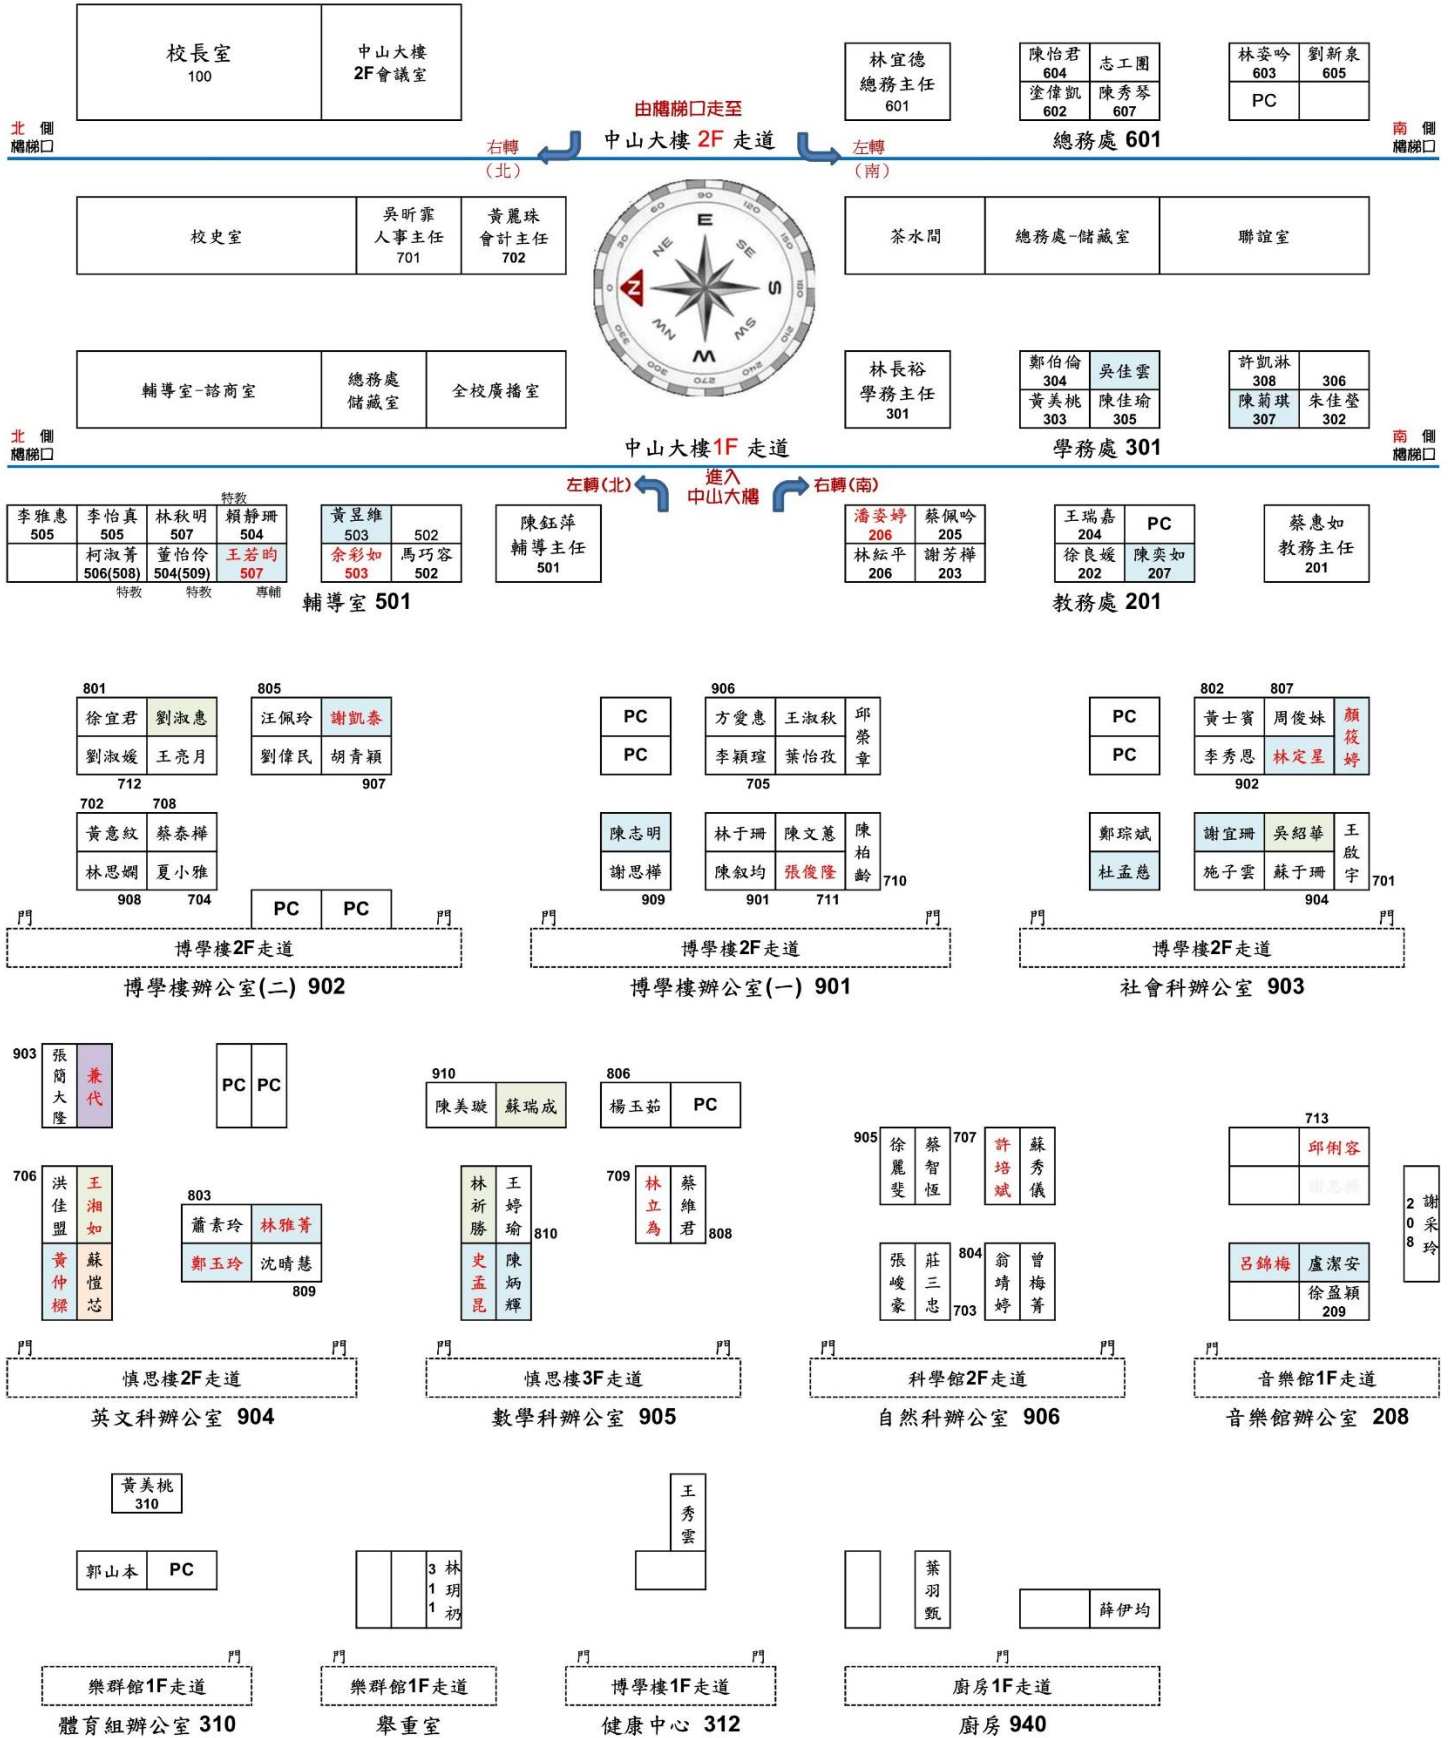 校長室
100
中山大樓
2F會議室
林宜德
總務主任
601
陳怡君
604
志工團
塗偉凱
602
陳秀琴
607
林姿吟
603
劉新泉
605
PC
由樓梯口走至
北 側
樓梯口
右轉
(北)
中山大樓 2F 走道
左轉
(南)
總務處 601
南 側
樓梯口
校史室
吳昕霏
人事主任
701
黃麗珠
會計主任
702
E
SE
S
SW
W
NW
N
NE
0
30
60
90
120
150
180
210
240
270
300
330
茶水間
總務處-儲藏室
聯誼室
輔導室-諮商室
總務處
儲藏室
全校廣播室
林長裕
學務主任
301
鄭伯倫
304
吳佳雲
黃美桃
303
陳佳瑜
305
許凱淋
308
306
陳菊琪
307
朱佳瑩
302
北 側
樓梯口
中山大樓1F 走道
學務處 301
南 側
樓梯口
左轉(北)
進入
中山大樓
右轉(南)
特教
李雅惠
505
李怡真
505
林秋明
507
賴靜珊
504
柯淑菁
506(508)
董怡伶
504(509)
王若昀
507
特教
特教
專輔
黃昱維
503
502
余彩如
503
馬巧容
502
輔導室 501
陳鈺萍
輔導主任
501
潘姿婷
206
蔡佩吟
205
林紜平
206
謝芳樺
203
王瑞嘉
204
PC
徐良媛
202
陳奕如
207
教務處 201
蔡惠如
教務主任
201
801
徐宜君
劉淑惠
劉淑媛
王亮月
712
805
汪佩玲
謝凱泰
劉偉民
胡青穎
907
702
708
黃意紋
蔡泰樺
林思嫻
夏小雅
908
704
PC
PC
門
門
博學樓2F走道
博學樓辦公室(二) 902
PC
PC
906
方愛惠
王淑秋
邱榮章
李穎瑄
葉怡孜
705
陳志明
謝思樺
909
林于珊
陳文蕙
陳柏齡
陳叙均
張俊隆
710
901
711
門
門
博學樓2F走道
博學樓辦公室(一) 901
PC
PC
802
807
黃士賓
周俊妹
顏筱婷
李秀恩
林定星
902
鄭琮斌
杜孟慈
謝宜珊
吳紹華
王啟宇
施子雲
蘇于珊
701
904
門
門
博學樓2F走道
社會科辦公室 903
903
張簡大隆
兼代
PC
PC
706
洪佳盟
王湘如
黃仲樑
蘇愷芯
803
蕭素玲
林雅菁
鄭玉玲
沈晴慧
809
門
門
慎思樓2F走道
英文科辦公室 904
910
陳美璇
蘇瑞成
806
楊玉茹
PC
林祈勝
王婷瑜
810
史孟昆
陳炳輝
709
林立為
蔡維君
808
門
門
慎思樓3F走道
數學科辦公室 905
905
徐麗斐
蔡智恆
707
許培斌
蘇秀儀
張峻豪
莊三忠
703
804
翁靖婷
曾梅菁
門
門
科學館2F走道
自然科辦公室 906
713
邱俐容
謝思樺
208
謝采玲
呂錦梅
盧潔安
徐盈穎
209
門
音樂館1F走道
音樂館辦公室 208
黃美桃
310
郭山本
PC
門
樂群館1F走道
體育組辦公室 310
311
林玥礽
門
樂群館1F走道
舉重室
王秀雲
門
博學樓1F走道
健康中心 312
葉羽甄
薛伊均
門
廚房1F走道
廚房 940